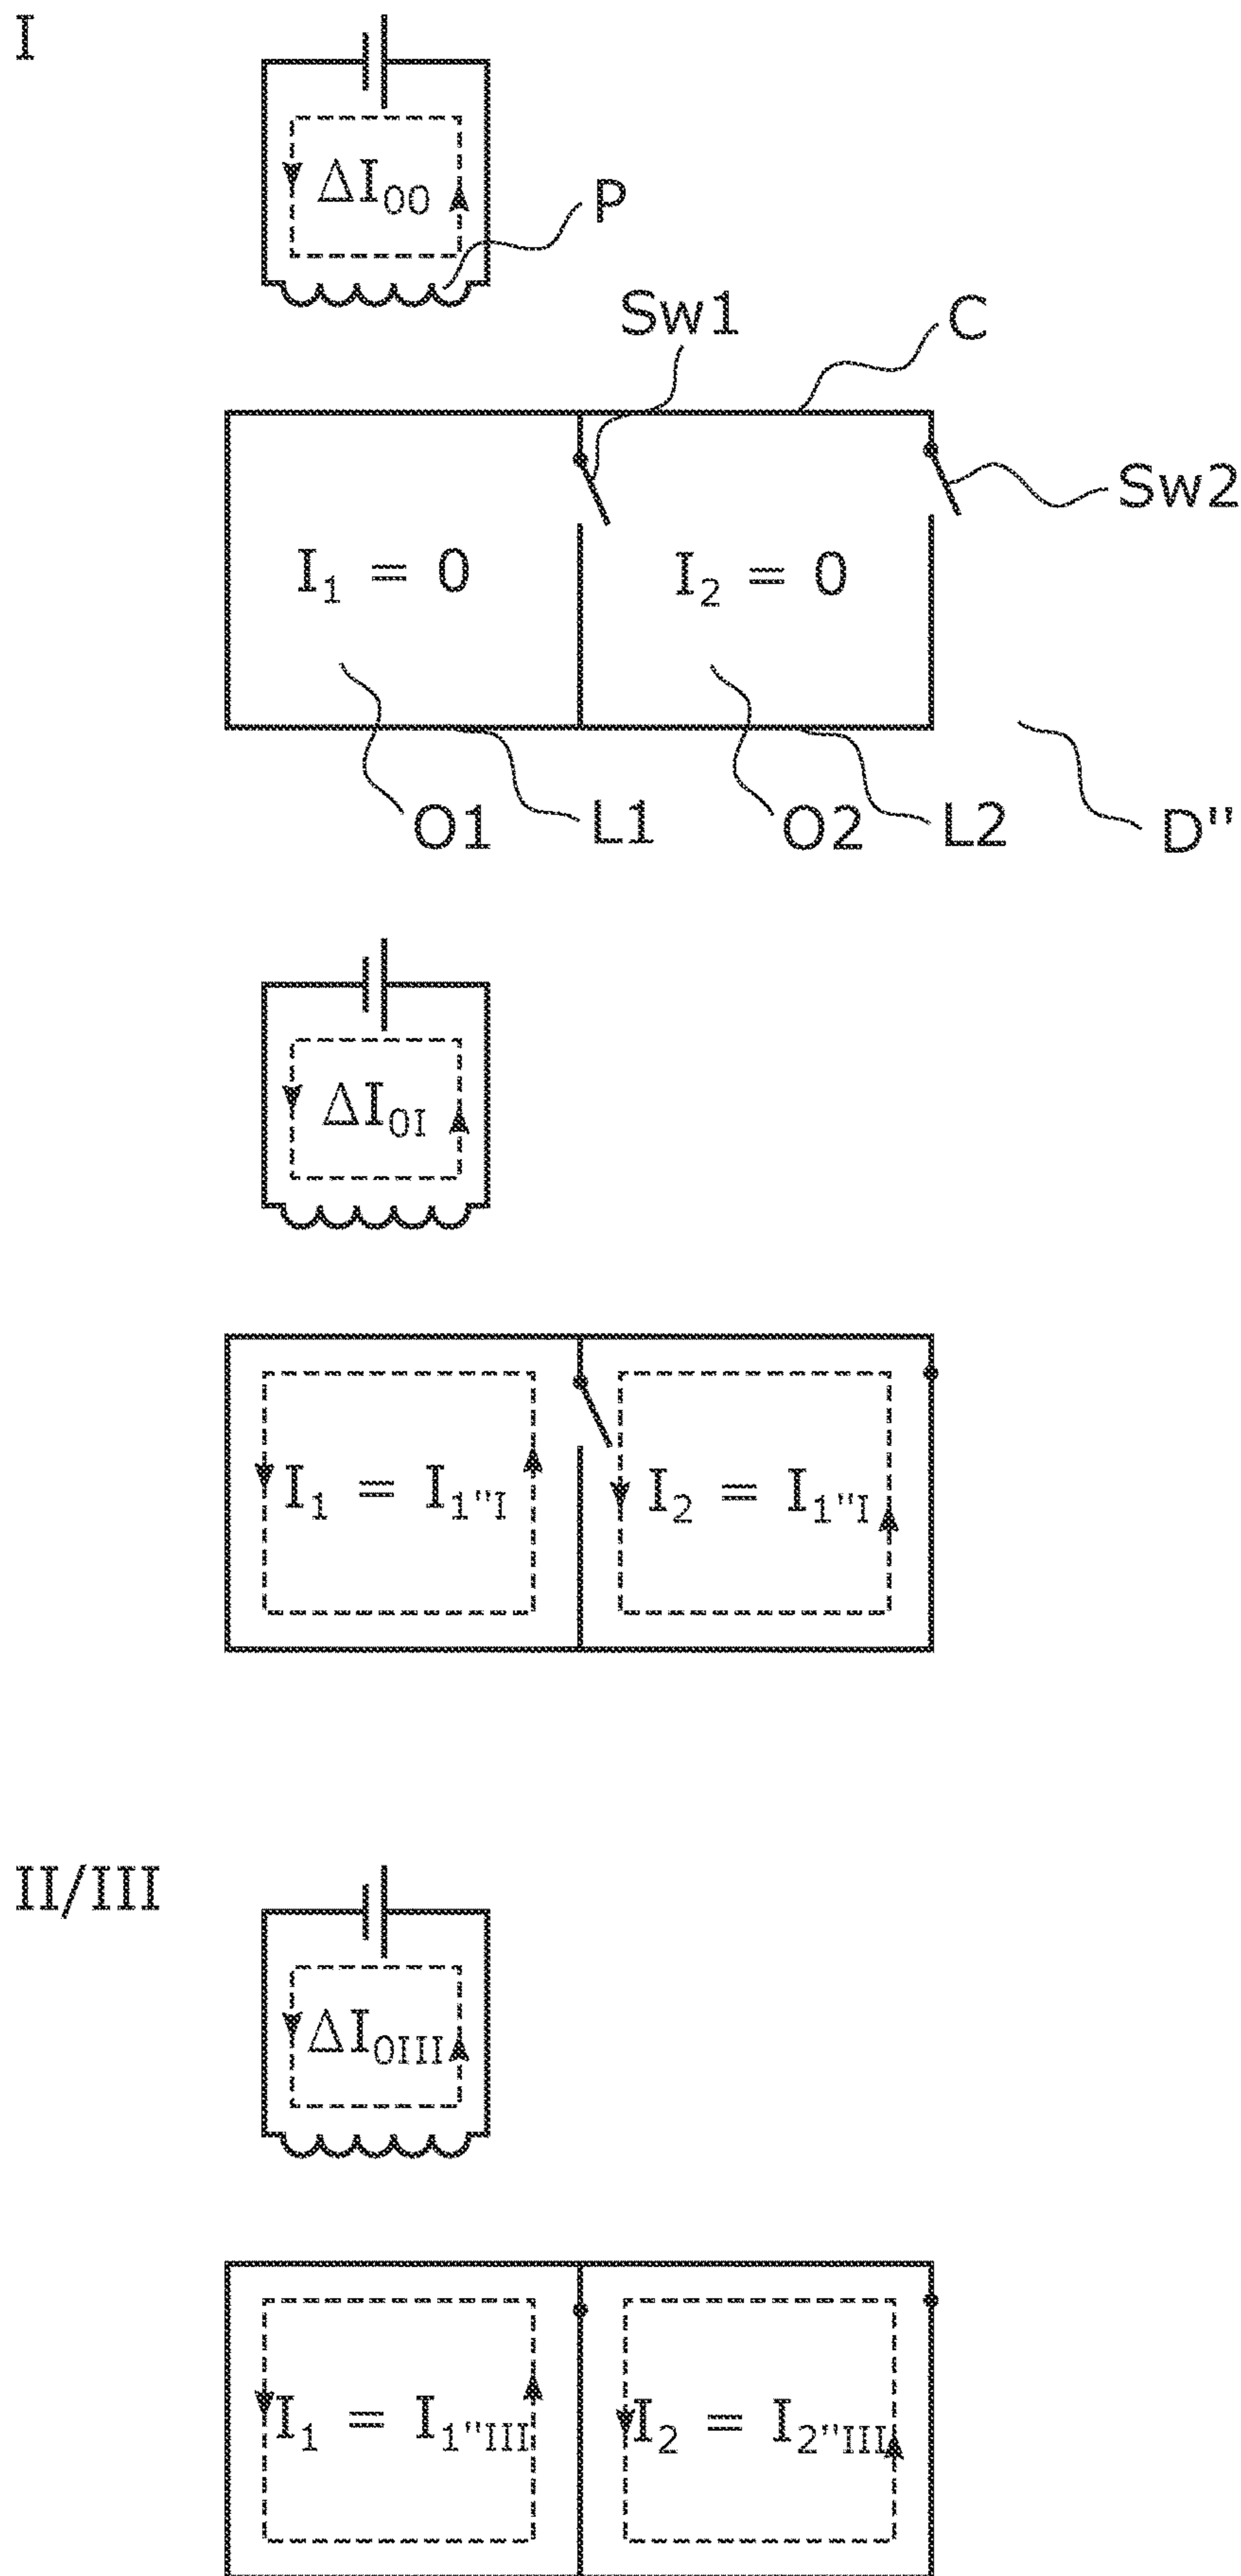 I
ΔI₀₀
P
Sw1
C
Sw2
I₁ = 0
I₂ = 0
O1
L1
O2
L2
D"
ΔI₀I
I₁ = I₁"I
I₂ = I₁"I
II/III
ΔI₀III
I₁ = I₁"III
I₂ = I₂"III